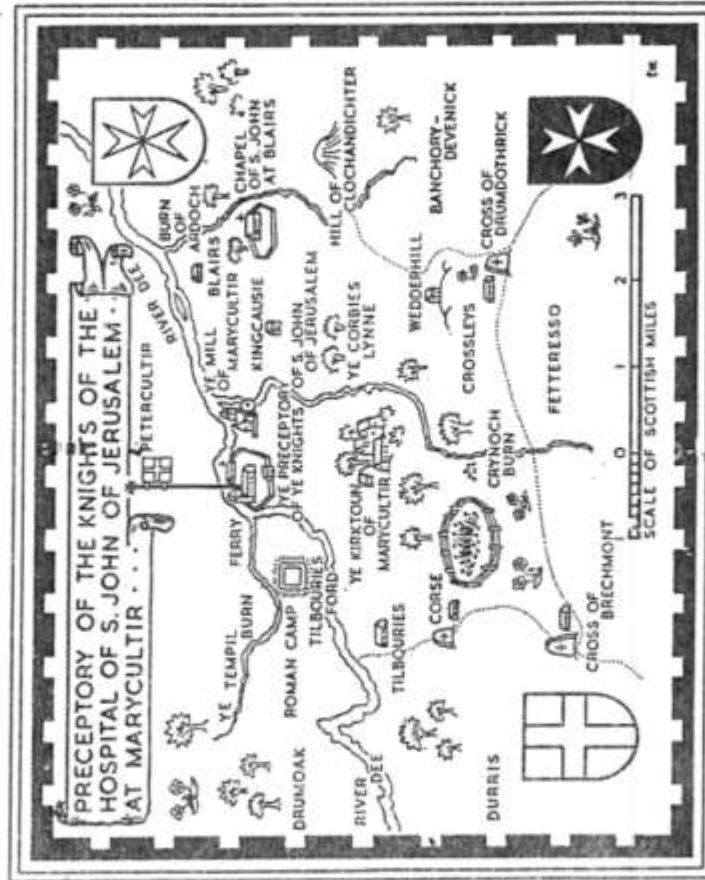 PRECEPTORY OF THE KNIGHTS OF THE
HOSPITAL OF S. JOHN OF JERUSALEM ·
AT MARYCULTIR · · ·
RIVER DEE
PETERCULTIR
BURN
OF
ARDOCH
CHAPEL
OF S. JOHN
AT BLAIRS
BLAIRS
YE MILL
OF MARYCULTIR
KINGCAUSIE
FERRY
YE TEMPIL
BURN
YE PRECEPTORY
OF YE KNIGHTS OF S. JOHN
OF JERUSALEM
HILL OF
CLOCHANDICHTER
ROMAN CAMP
TILBOURIES
FORD
YE CORBIES
LYNNE
DRUMOAK
YE KIRKTOUN
OF
MARYCULTIR
WEDDERHILL
BANCHORY-
DEVENICK
RIVER
DEE
TILBOURIES
CORSE
CRYNOCH
BURN
CROSSLEYS
CROSS OF
DRUMDOTHRICK
DURRIS
FETTERESSO
CROSS OF
BRECHMONT
1 0 1 2 3
SCALE OF SCOTTISH MILES